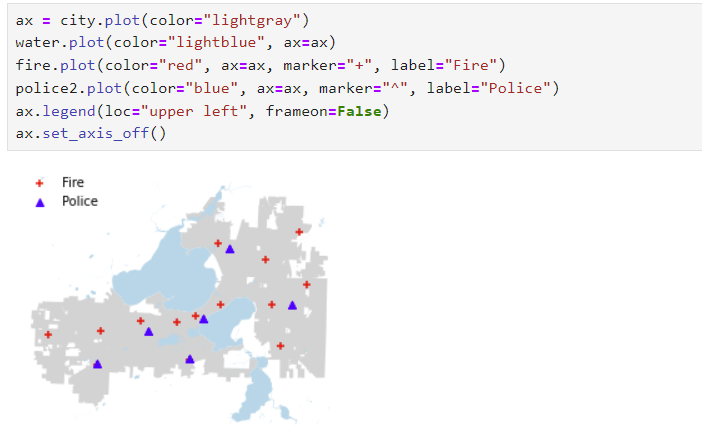 ax = city.plot(color="lightgray")
water.plot(color="lightblue", ax=ax)
fire.plot(color="red", ax=ax, marker="+", label="Fire")
police2.plot(color="blue", ax=ax, marker="^", label="Police")
ax.legend(loc="upper left", frameon=False)
ax.set_axis_off()
Fire
Police